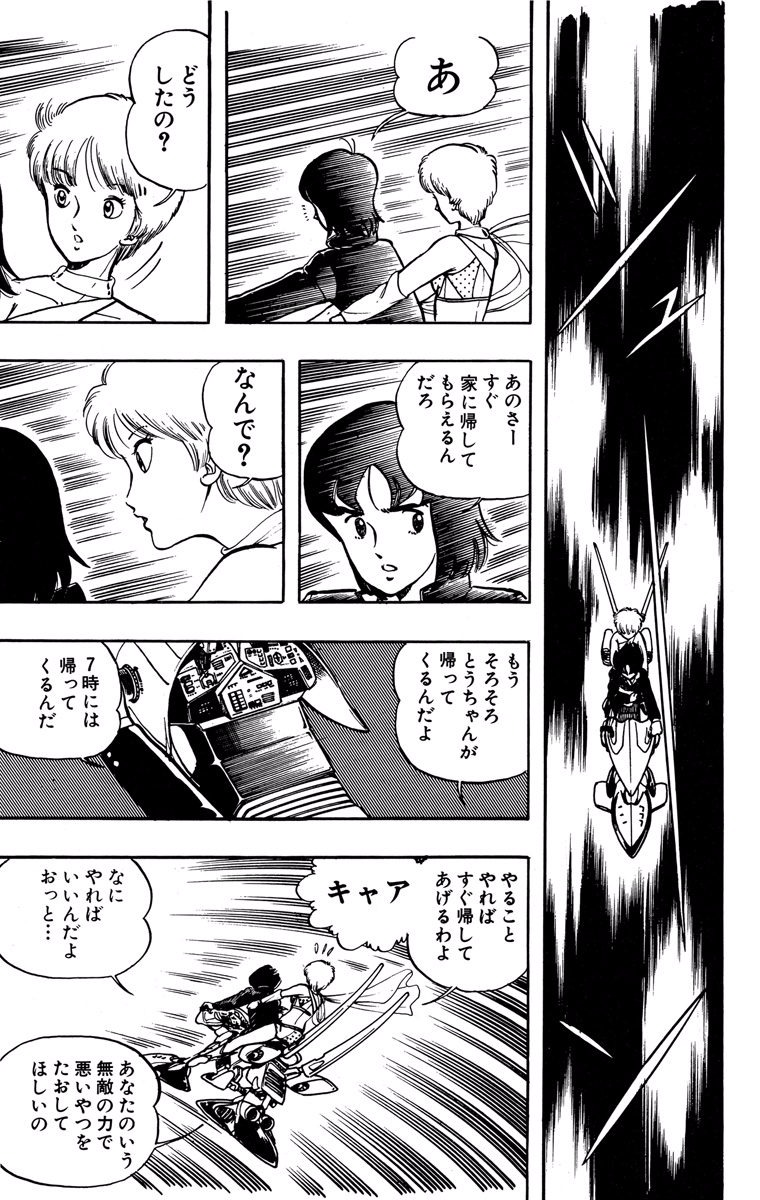 あ
どう
したの？
あのさー
すぐ
家に帰して
もらえるん
だろ
なんで？
もう
そろそろ
とうちゃんが
帰って
くるんだよ
７時には
帰って
くるんだ
やること
やれば
すぐ帰して
あげるわよ
キャア
なに
やれば
いいんだよ
おっと…
あなたのいう
無敵の力で
悪いやつを
たおして
ほしいの